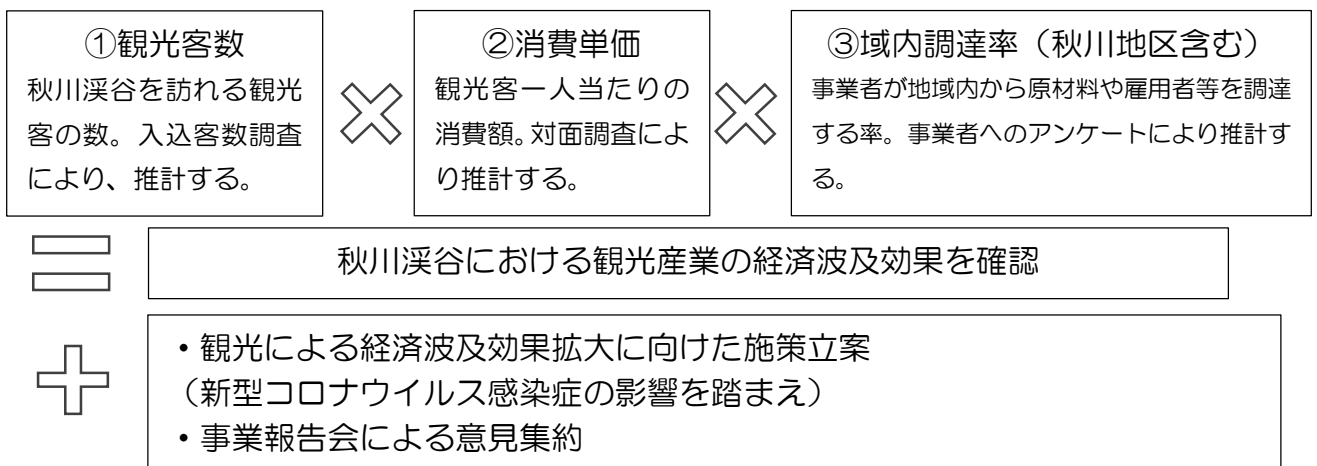 ①観光客数
秋川渓谷を訪れる観光
客の数。入込客数調査
により、推計する。
②消費単価
観光客一人当たりの
消費額。対面調査によ
り推計する。
③域内調達率（秋川地区含む）
事業者が地域内から原材料や雇用者等を調達
する率。事業者へのアンケートにより推計す
る。
秋川渓谷における観光産業の経済波及効果を確認
・観光による経済波及効果拡大に向けた施策立案
（新型コロナウイルス感染症の影響を踏まえ）
・事業報告会による意見集約